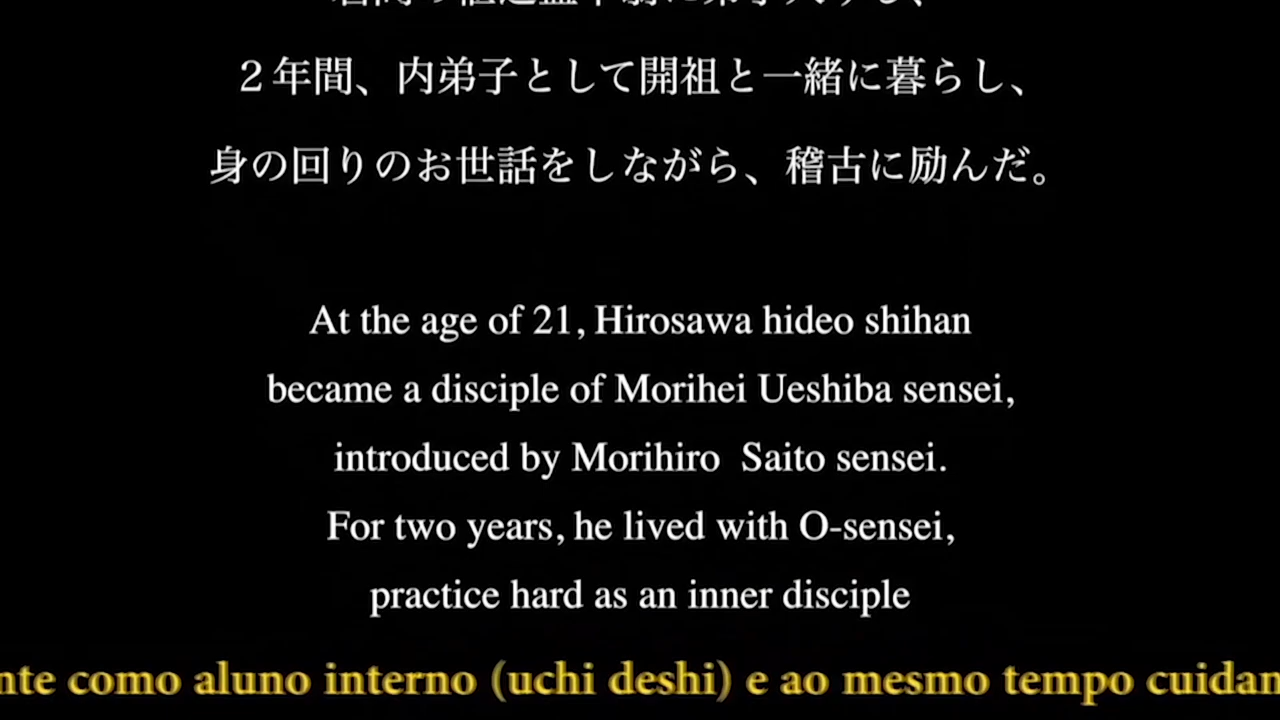 ２年間、内弟子として開祖と一緒に暮らし、
身の回りのお世話をしながら、稽古に励んだ。
At the age of 21, Hirosawa hideo shihan
became a disciple of Morihei Ueshiba sensei,
introduced by Morihiro Saito sensei.
For two years, he lived with O-sensei,
practice hard as an inner disciple
nte como aluno interno (uchi deshi) e ao mesmo tempo cuidan